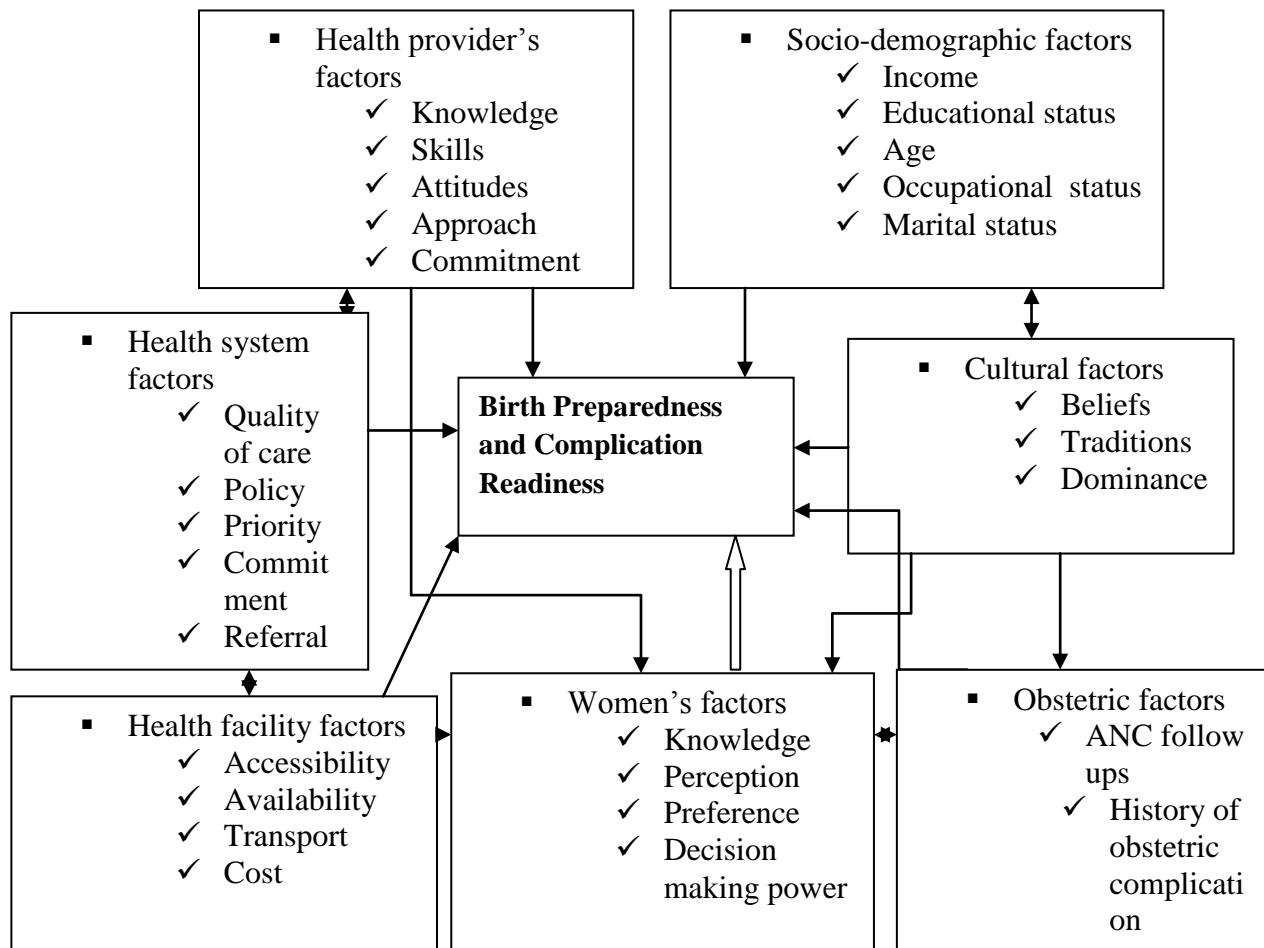 ▪ Health provider's
factors
✓ Knowledge
✓ Skills
✓ Attitudes
✓ Approach
✓ Commitment
▪ Socio-demographic factors
✓ Income
✓ Educational status
✓ Age
✓ Occupational status
✓ Marital status
▪ Health system
factors
✓ Quality
of care
✓ Policy
✓ Priority
✓ Commit
ment
✓ Referral
Birth Preparedness
and Complication
Readiness
▪ Cultural factors
✓ Beliefs
✓ Traditions
✓ Dominance
▪ Health facility factors
✓ Accessibility
✓ Availability
✓ Transport
✓ Cost
▪ Women's factors
✓ Knowledge
✓ Perception
✓ Preference
✓ Decision
making power
▪ Obstetric factors
✓ ANC follow
ups
✓ History of
obstetric
complicati
on